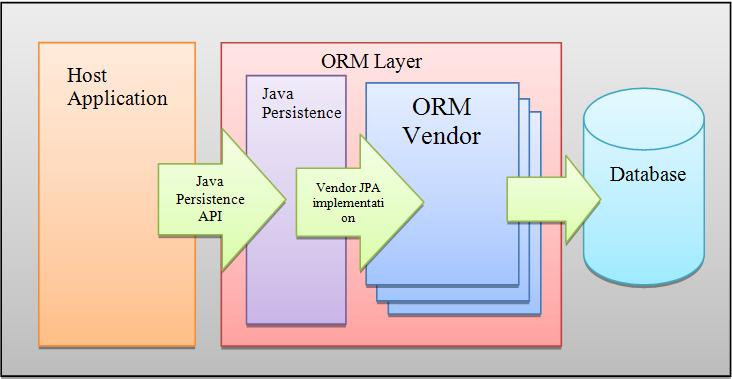 Host
Application
ORM Layer
Java
Persistence
ORM
Vendor
Java
Persistence
API
Vendor JPA
implementati
on
Database